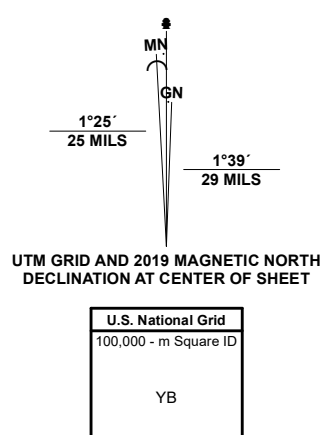 MN
GN
1°25´
25 MILS
1°39´
29 MILS
UTM GRID AND 2019 MAGNETIC NORTH
DECLINATION AT CENTER OF SHEET
U.S. National Grid
100,000 - m Square ID
YB